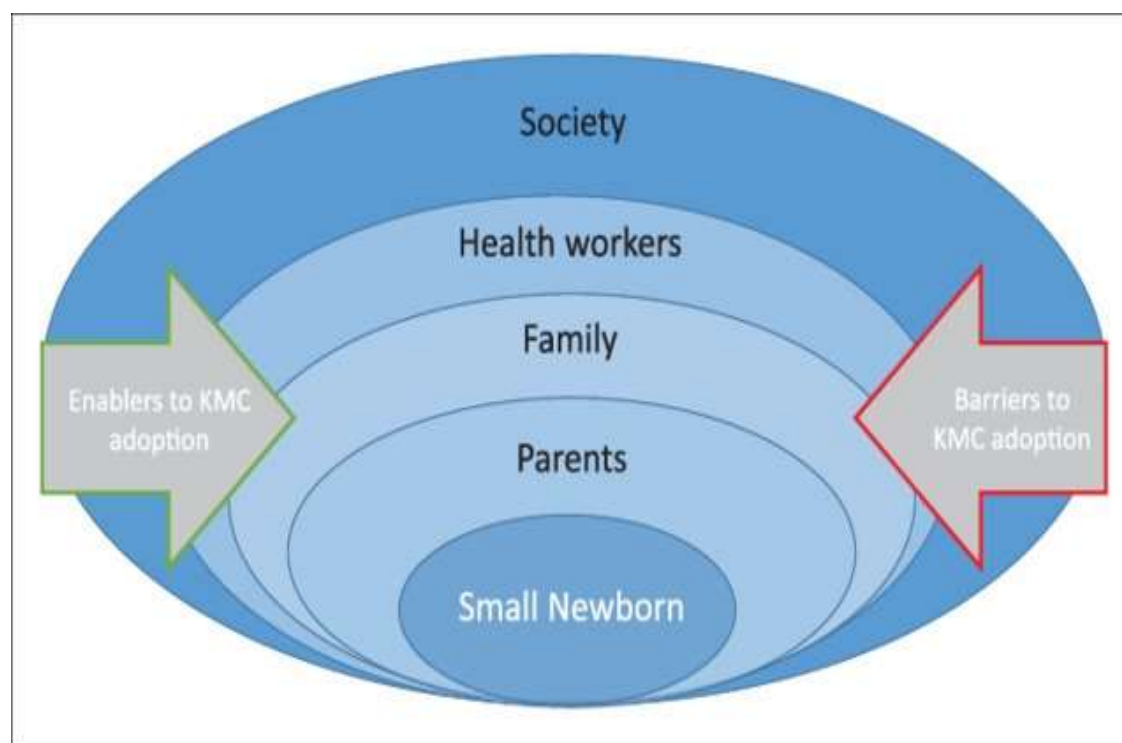 Society
Health workers
Family
Enablers to KMC
adoption
Barriers to
KMC adoption
Parents
Small Newborn